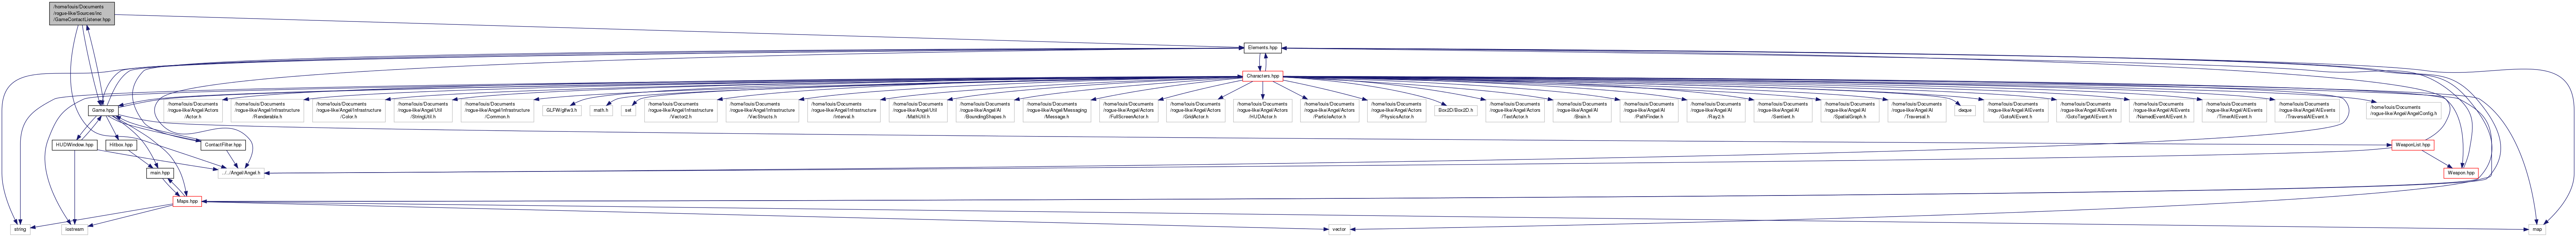 /home/louis/Documents
/rogue-like/Sources/inc
/GameContactListener.hpp
Elements.hpp
Characters.hpp
Game.hpp
/home/louis/Documents
/rogue-like/Angel/Actors
/Actor.h
/home/louis/Documents
/rogue-like/Angel/Infrastructure
/Renderable.h
/home/louis/Documents
/rogue-like/Angel/Infrastructure
/Color.h
/home/louis/Documents
/rogue-like/Angel/Util
/StringUtil.h
/home/louis/Documents
/rogue-like/Angel/Infrastructure
/Common.h
GLFW/glfw3.h
math.h
set
/home/louis/Documents
/rogue-like/Angel/Infrastructure
/Vector2.h
/home/louis/Documents
/rogue-like/Angel/Infrastructure
/VecStructs.h
/home/louis/Documents
/rogue-like/Angel/Infrastructure
/Interval.h
/home/louis/Documents
/rogue-like/Angel/Util
/MathUtil.h
/home/louis/Documents
/rogue-like/Angel/AI
/BoundingShapes.h
/home/louis/Documents
/rogue-like/Angel/Messaging
/Message.h
/home/louis/Documents
/rogue-like/Angel/Actors
/FullScreenActor.h
/home/louis/Documents
/rogue-like/Angel/Actors
/GridActor.h
/home/louis/Documents
/rogue-like/Angel/Actors
/HUDActor.h
/home/louis/Documents
/rogue-like/Angel/Actors
/ParticleActor.h
/home/louis/Documents
/rogue-like/Angel/Actors
/PhysicsActor.h
Box2D/Box2D.h
/home/louis/Documents
/rogue-like/Angel/Actors
/TextActor.h
/home/louis/Documents
/rogue-like/Angel/AI
/Brain.h
/home/louis/Documents
/rogue-like/Angel/AI
/PathFinder.h
/home/louis/Documents
/rogue-like/Angel/AI
/Ray2.h
/home/louis/Documents
/rogue-like/Angel/AI
/Sentient.h
/home/louis/Documents
/rogue-like/Angel/AI
/SpatialGraph.h
/home/louis/Documents
/rogue-like/Angel/AI
/Traversal.h
deque
/home/louis/Documents
/rogue-like/Angel/AIEvents
/GotoAIEvent.h
/home/louis/Documents
/rogue-like/Angel/AIEvents
/GotoTargetAIEvent.h
/home/louis/Documents
/rogue-like/Angel/AIEvents
/NamedEventAIEvent.h
/home/louis/Documents
/rogue-like/Angel/AIEvents
/TimerAIEvent.h
/home/louis/Documents
/rogue-like/Angel/AIEvents
/TraversalAIEvent.h
/home/louis/Documents
/rogue-like/Angel/AngelConfig.h
HUDWindow.hpp
Hitbox.hpp
ContactFilter.hpp
WeaponList.hpp
main.hpp
../../Angel/Angel.h
Weapon.hpp
Maps.hpp
string
iostream
vector
map